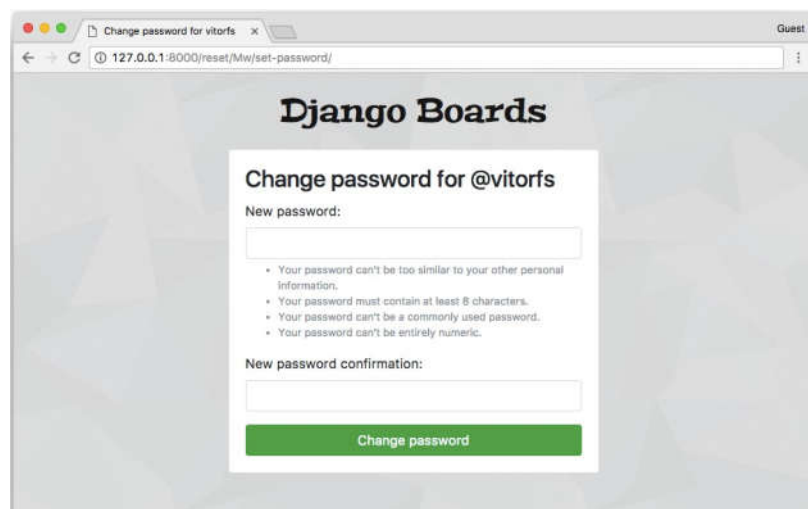 Change password for vitorfs
Guest
127.0.0.1:8000/reset/Mw/set-password/
Django Boards
Change password for @vitorfs
New password:
• Your password can't be too similar to your other personal
information.
• Your password must contain at least 8 characters.
• Your password can't be a commonly used password.
• Your password can't be entirely numeric.
New password confirmation:
Change password